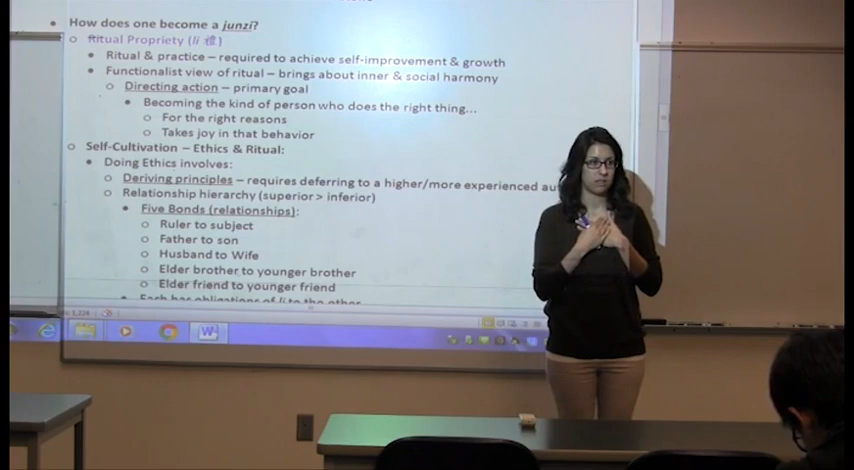 • How does one become a junzi?
o Ritual Propriety (li 禮)
• Ritual & practice – required to achieve self-improvement & growth
• Functionalist view of ritual – brings about inner & social harmony
o Directing action – primary goal
• Becoming the kind of person who does the right thing...
o For the right reasons
o Takes joy in that behavior
o Self-Cultivation – Ethics & Ritual:
• Doing Ethics involves:
o Deriving principles – requires deferring to a higher/more experienced au
o Relationship hierarchy (superior > inferior)
• Five Bonds (relationships):
o Ruler to subject
o Father to son
o Husband to Wife
o Elder brother to younger brother
o Elder friend to younger friend
• Each has obligations of li to the other